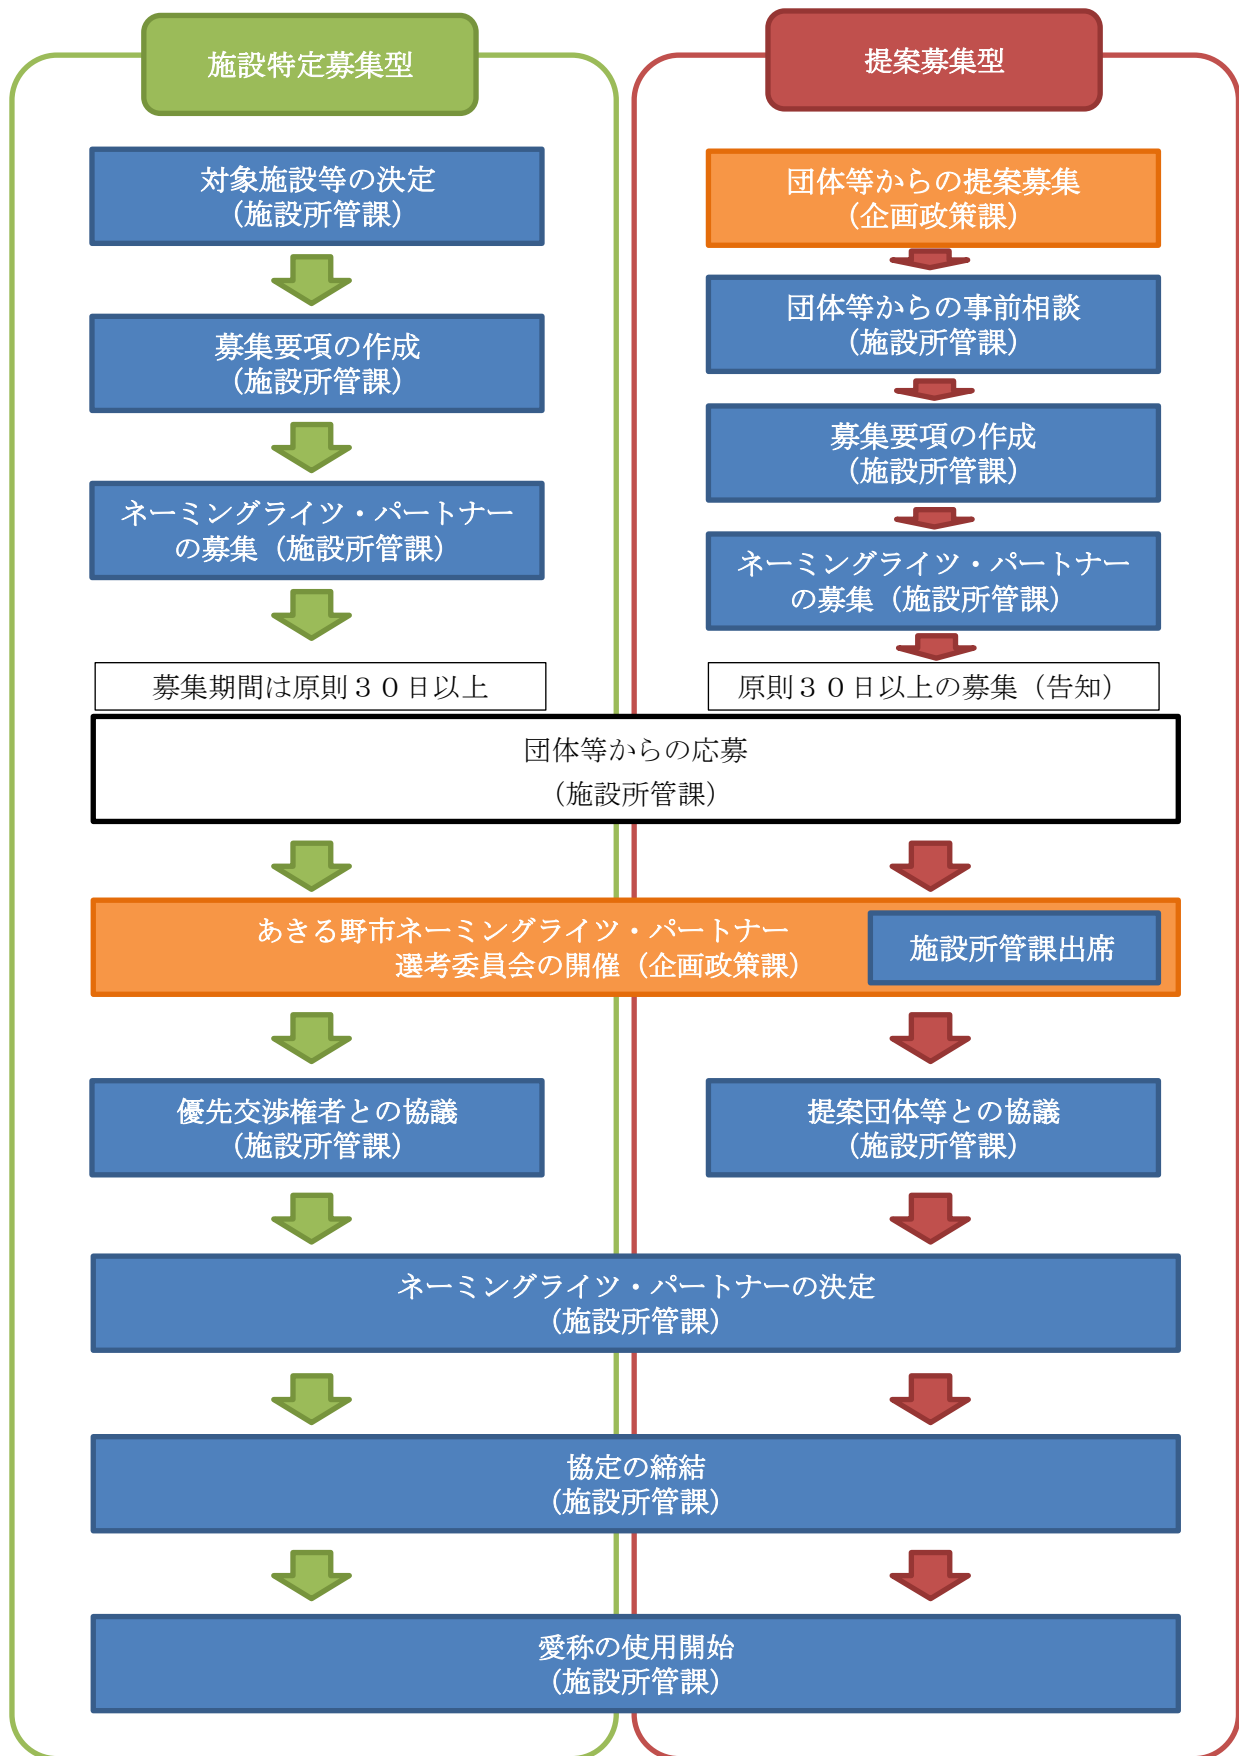 施設特定募集型
対象施設等の決定
（施設所管課）
募集要項の作成
（施設所管課）
ネーミングライツ・パートナー
の募集（施設所管課）
募集期間は原則３０日以上
提案募集型
団体等からの提案募集
（企画政策課）
団体等からの事前相談
（施設所管課）
募集要項の作成
（施設所管課）
ネーミングライツ・パートナー
の募集（施設所管課）
原則３０日以上の募集（告知）
団体等からの応募
（施設所管課）
あきる野市ネーミングライツ・パートナー
選考委員会の開催（企画政策課）
施設所管課出席
優先交渉権者との協議
（施設所管課）
提案団体等との協議
（施設所管課）
ネーミングライツ・パートナーの決定
（施設所管課）
協定の締結
（施設所管課）
愛称の使用開始
（施設所管課）